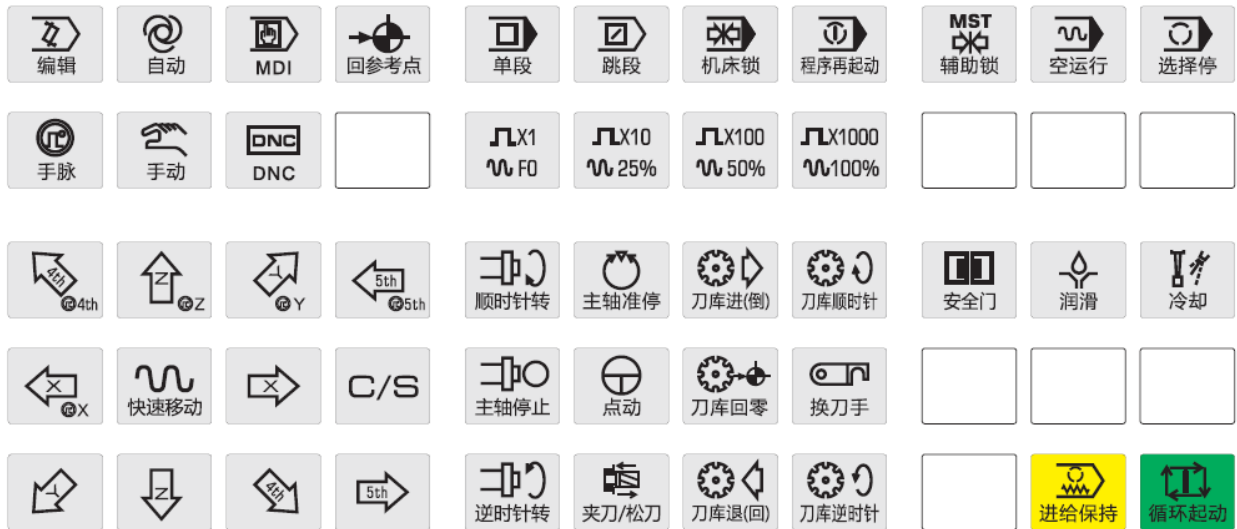 编辑
自动
MDI
回参考点
单段
跳段
机床锁
程序再起动
MST
辅助锁
空运行
选择停
手脉
手动
DNC
DNC
X1
F0
X10
25%
X100
50%
X1000
100%
4th
4th
Z
Z
Y
Y
5th
5th
顺时针转
主轴准停
刀库进(倒)
刀库顺时针
安全门
润滑
冷却
X
X
快速移动
X
C/S
主轴停止
点动
刀库回零
换刀手
Y
Z
4th
5th
逆时针转
夹刀/松刀
刀库退(回)
刀库逆时针
进给保持
循环起动